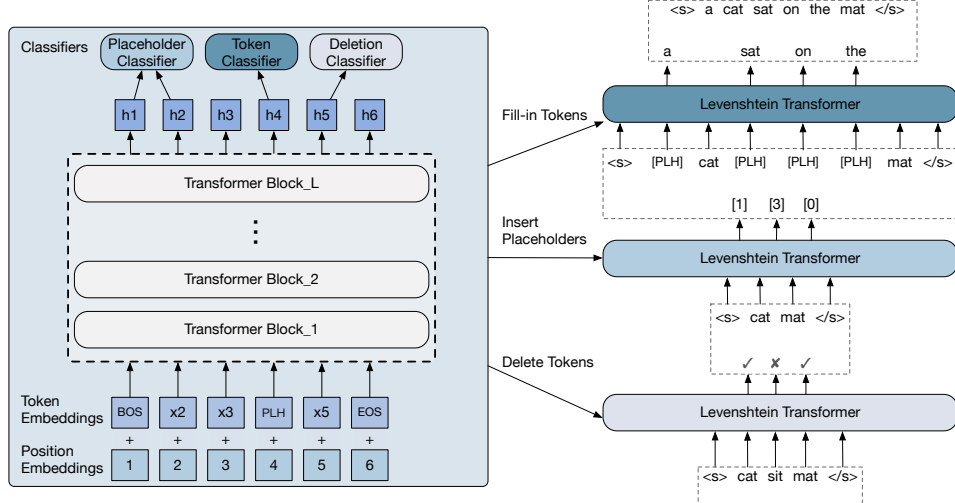 Classifiers
Placeholder
Classifier
Token
Classifier
Deletion
Classifier
h1 h2 h3 h4 h5 h6
Transformer Block_L
⋮
Transformer Block_2
Transformer Block_1
Token
Embeddings
BOS x2 x3 PLH x5 EOS
+ + + + + +
Position
Embeddings
1 2 3 4 5 6
Fill-in Tokens
Insert
Placeholders
Delete Tokens
<s> a cat sat on the mat </s>
a sat on the
Levenshtein Transformer
<s> [PLH] cat [PLH] [PLH] [PLH] mat </s>
[1] [3] [0]
Levenshtein Transformer
<s> cat mat </s>
✓ ✗ ✓
Levenshtein Transformer
<s> cat sit mat </s>